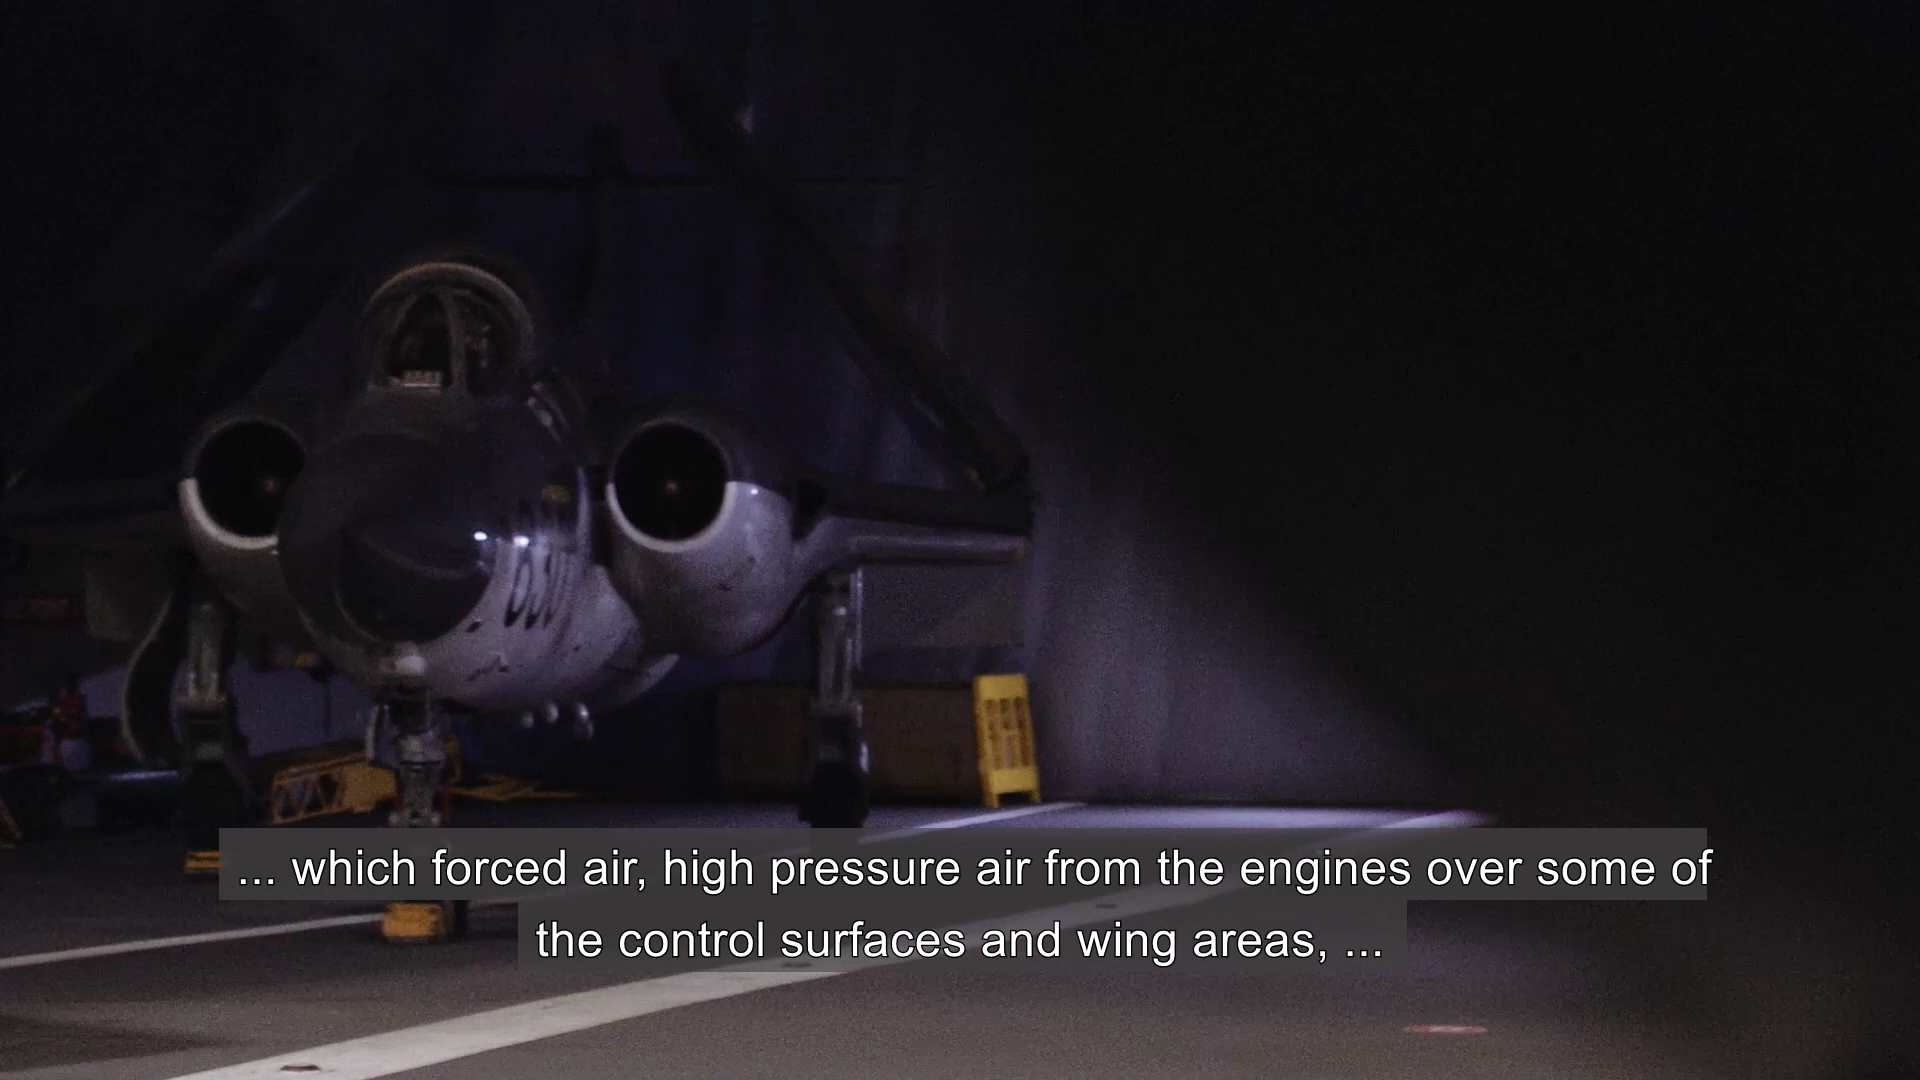 ... which forced air, high pressure air from the engines over some of
the control surfaces and wing areas, ...